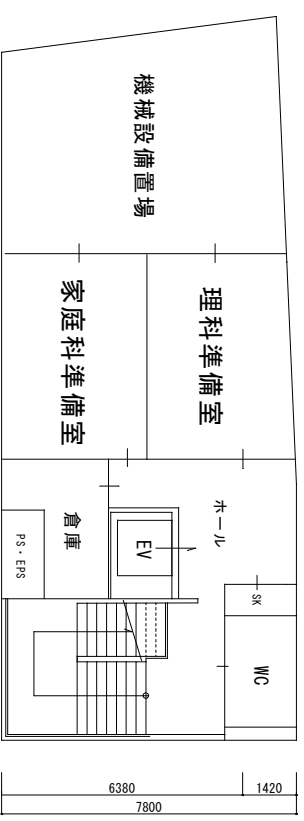 機械設備置場
家庭科準備室
理科準備室
ホール
倉庫
EV
PS・EPS
SK
WC
6380
1420
7800